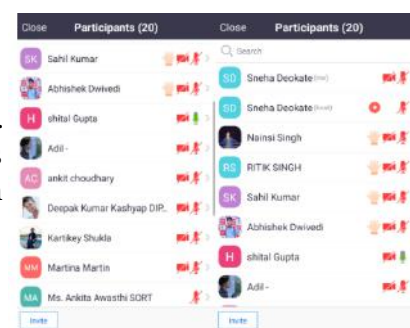 Close Participants (20)
SK Sahil Kumar
Abhishek Dwivedi
H shital Gupta
Adil -
AC ankit choudhary
Deepak Kumar Kashyap DIP..
Kartikey Shukla
MM Martina Martin
MA Ms. Ankita Awasthi SORT
Invite
Close Participants (20)
Search
SD Sneha Deokate (me)
SD Sneha Deokate (host)
Nainsi Singh
RS RITIK SINGH
SK Sahil Kumar
Abhishek Dwivedi
H shital Gupta
Adil -
Invite